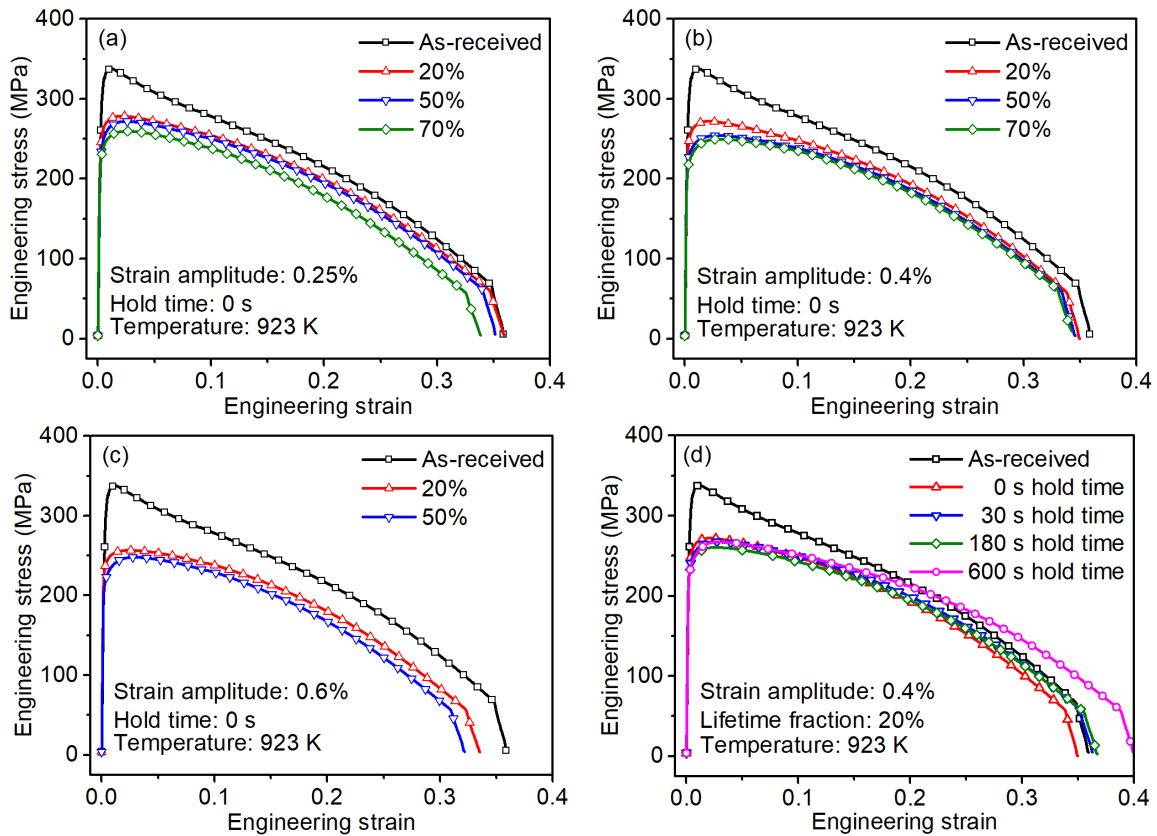 (a)
As-received
20%
50%
70%
Strain amplitude: 0.25%
Hold time: 0 s
Temperature: 923 K
Engineering stress (MPa)
400
300
200
100
0
0.0 0.1 0.2 0.3 0.4
Engineering strain
(b)
As-received
20%
50%
70%
Strain amplitude: 0.4%
Hold time: 0 s
Temperature: 923 K
Engineering stress (MPa)
400
300
200
100
0
0.0 0.1 0.2 0.3 0.4
Engineering strain
(c)
As-received
20%
50%
Strain amplitude: 0.6%
Hold time: 0 s
Temperature: 923 K
Engineering stress (MPa)
400
300
200
100
0
0.0 0.1 0.2 0.3 0.4
Engineering strain
(d)
As-received
0 s hold time
30 s hold time
180 s hold time
600 s hold time
Strain amplitude: 0.4%
Lifetime fraction: 20%
Temperature: 923 K
Engineering stress (MPa)
400
300
200
100
0
0.0 0.1 0.2 0.3 0.4
Engineering strain